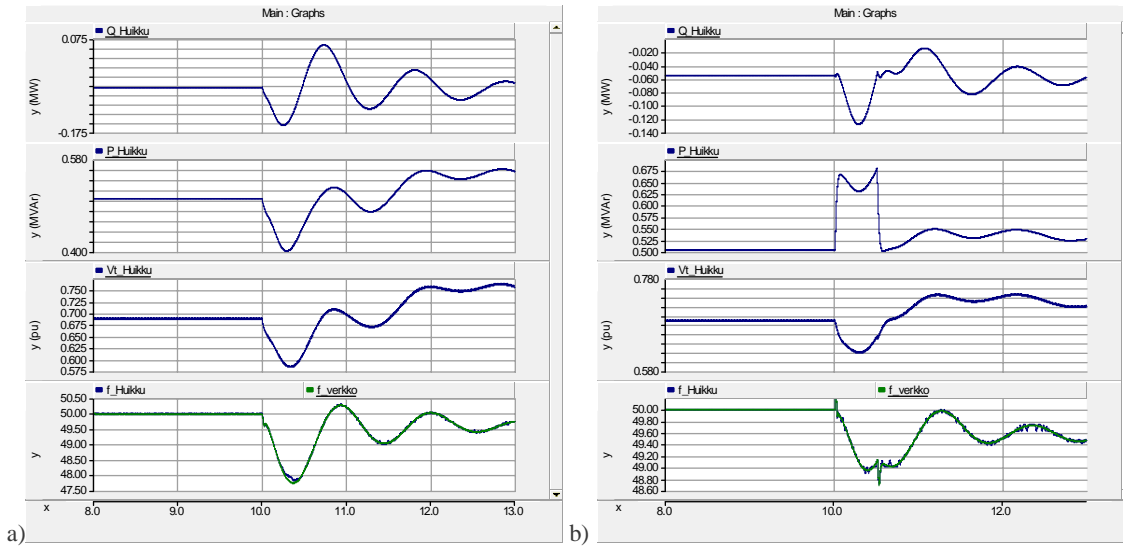 Main : Graphs
Q_Huikku
0.075
-0.175
y (MW)
P_Huikku
0.580
0.400
y (MVAr)
Vt_Huikku
0.750
0.725
0.700
0.675
0.650
0.625
0.600
0.575
y (pu)
f_Huikku
f_verkko
50.50
50.00
49.50
49.00
48.50
48.00
47.50
y
x
8.0
9.0
10.0
11.0
12.0
13.0
a)
Main : Graphs
Q_Huikku
-0.020
-0.040
-0.060
-0.080
-0.100
-0.120
-0.140
y (MW)
P_Huikku
0.675
0.650
0.625
0.600
0.575
0.550
0.525
0.500
y (MVAr)
Vt_Huikku
0.780
0.580
y (pu)
f_Huikku
f_verkko
50.00
49.80
49.60
49.40
49.20
49.00
48.80
48.60
y
x
8.0
10.0
12.0
b)